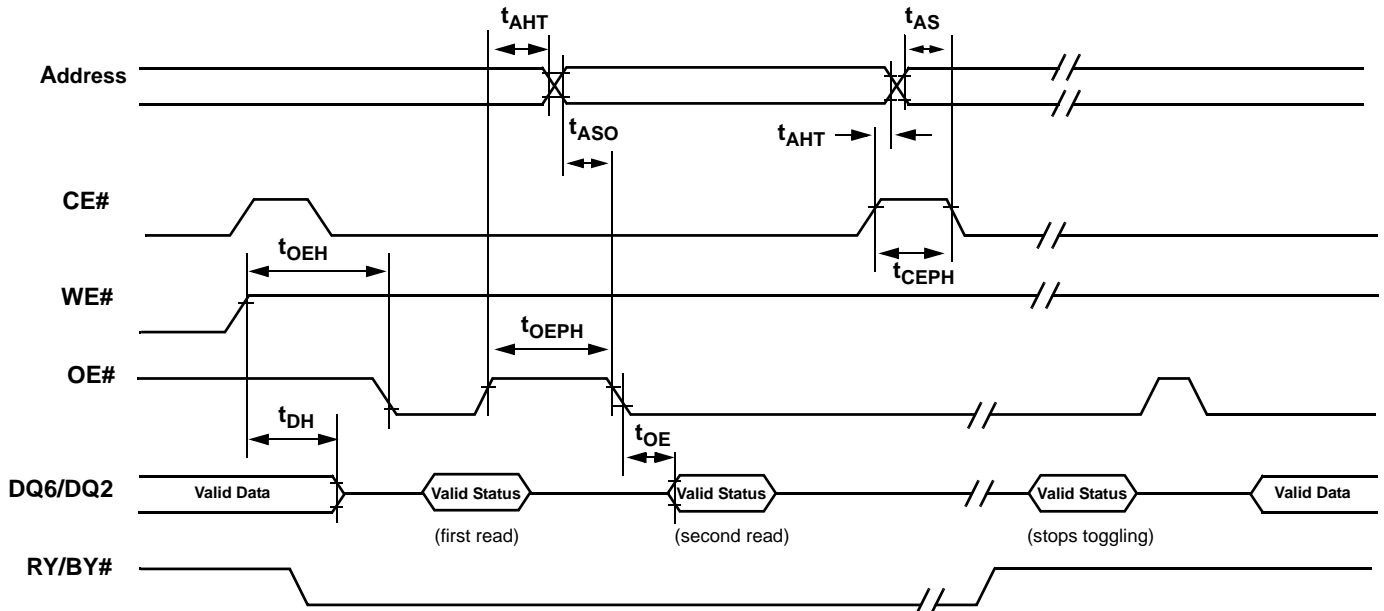 tAHT
tAS
Address
tASO
tAHT
CE#
tOEH
tCEPH
WE#
tOEPH
OE#
tDH
tOE
DQ6/DQ2
Valid Data
Valid Status
Valid Status
Valid Status
Valid Data
(first read)
(second read)
(stops toggling)
RY/BY#